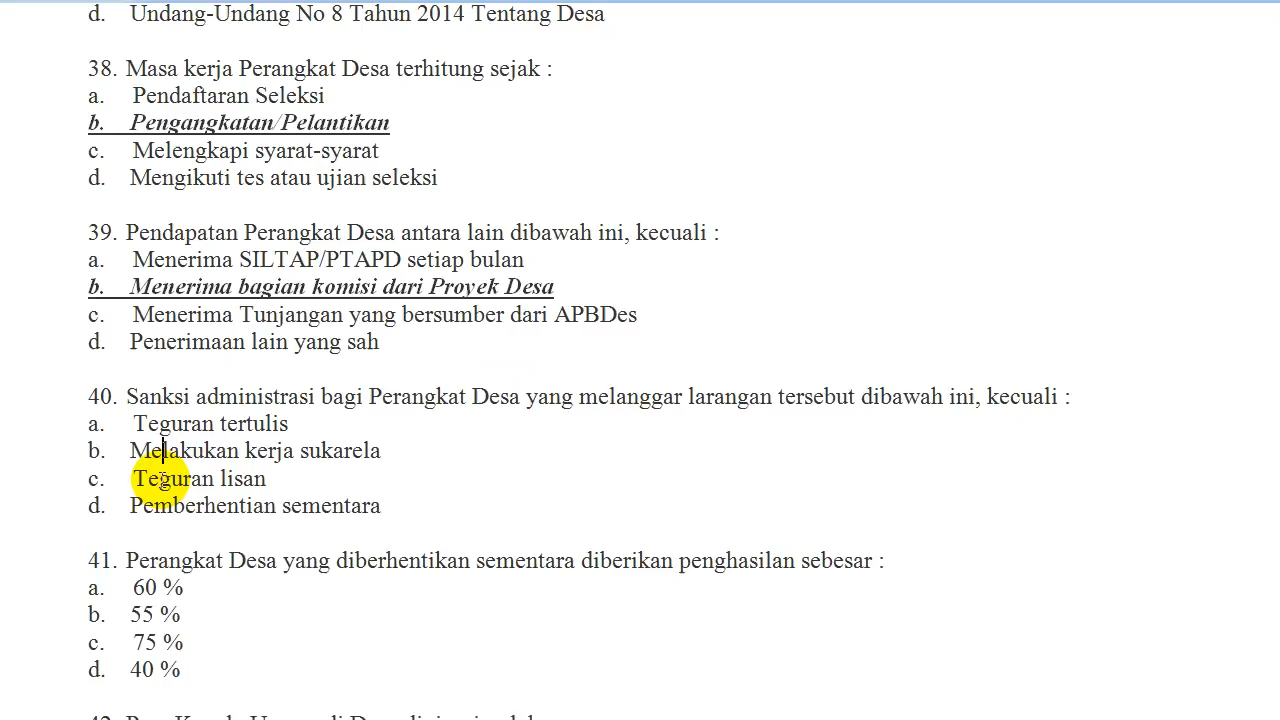 d. Undang-Undang No 8 Tahun 2014 Tentang Desa
38. Masa kerja Perangkat Desa terhitung sejak :
a. Pendaftaran Seleksi
b. Pengangkatan/Pelantikan
c. Melengkapi syarat-syarat
d. Mengikuti tes atau ujian seleksi
39. Pendapatan Perangkat Desa antara lain dibawah ini, kecuali :
a. Menerima SILTAP/PTAPD setiap bulan
b. Menerima bagian komisi dari Proyek Desa
c. Menerima Tunjangan yang bersumber dari APBDes
d. Penerimaan lain yang sah
40. Sanksi administrasi bagi Perangkat Desa yang melanggar larangan tersebut dibawah ini, kecuali :
a. Teguran tertulis
b. Melakukan kerja sukarela
c. Teguran lisan
d. Pemberhentian sementara
41. Perangkat Desa yang diberhentikan sementara diberikan penghasilan sebesar :
a. 60 %
b. 55 %
c. 75 %
d. 40 %